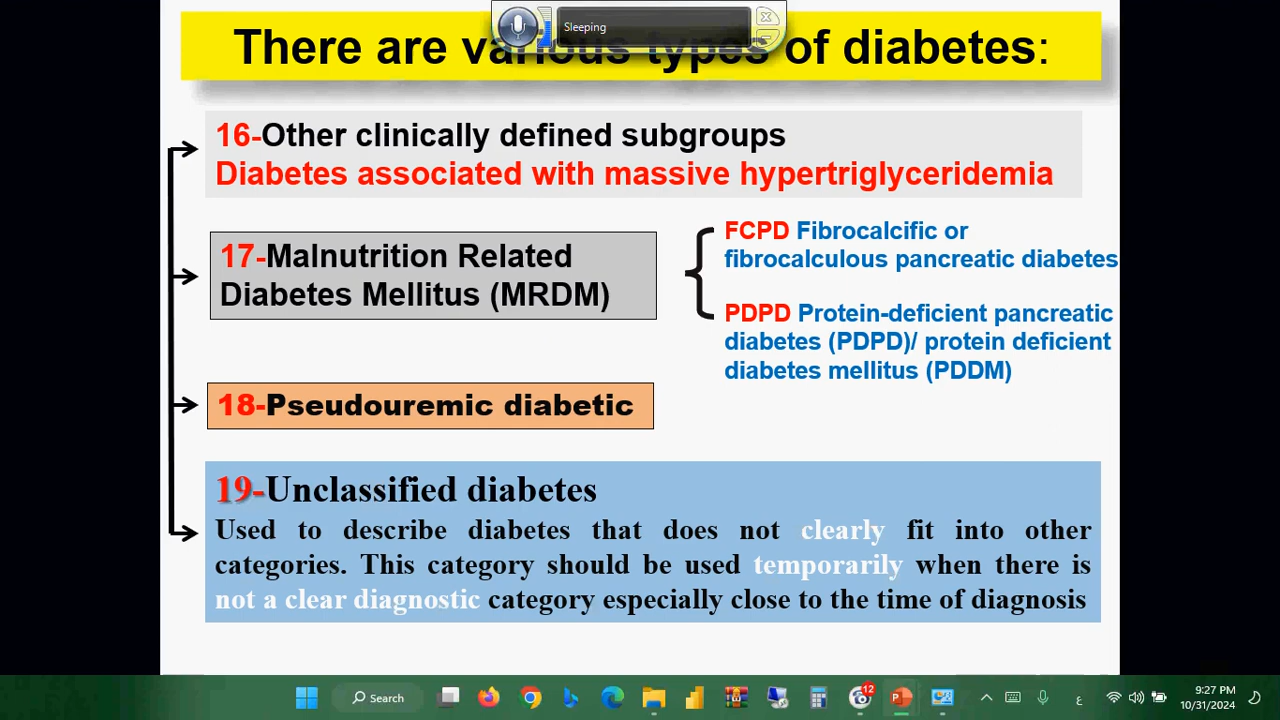 Sleeping
There are various types of diabetes:
16-Other clinically defined subgroups
Diabetes associated with massive hypertriglyceridemia
17-Malnutrition Related
Diabetes Mellitus (MRDM)
FCPD Fibrocalcific or
fibrocalculous pancreatic diabetes
PDPD Protein-deficient pancreatic
diabetes (PDPD)/ protein deficient
diabetes mellitus (PDDM)
18-Pseudouremic diabetic
19-Unclassified diabetes
Used to describe diabetes that does not clearly fit into other
categories. This category should be used temporarily when there is
not a clear diagnostic category especially close to the time of diagnosis
Search
12
ع
9:27 PM
10/31/2024